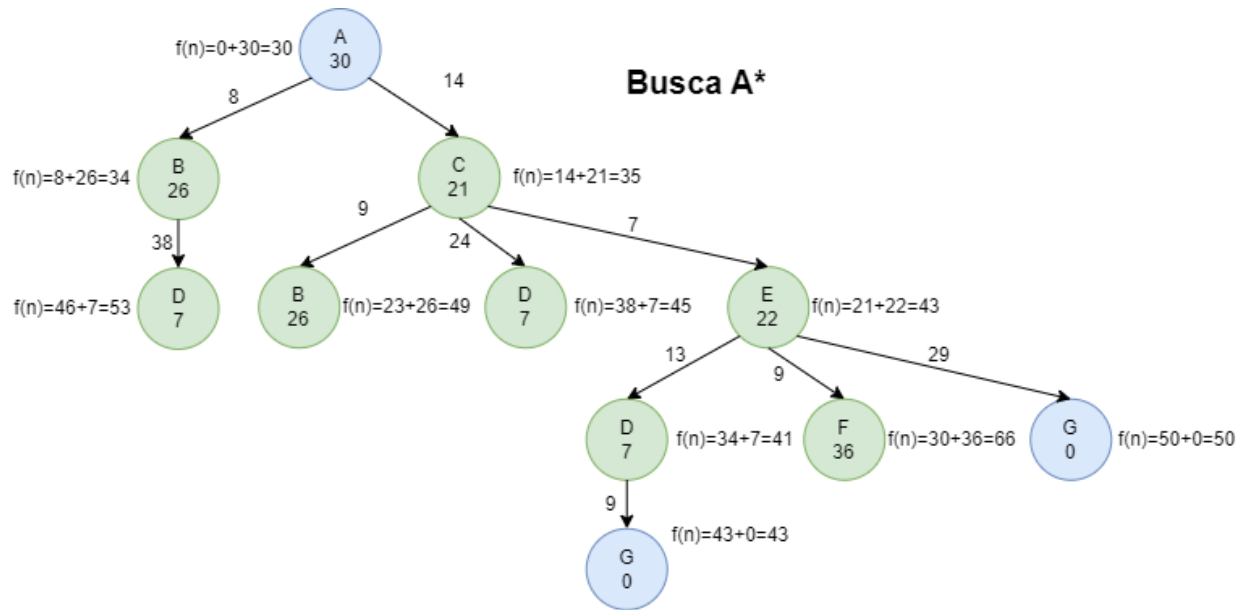 A
30
f(n)=0+30=30
Busca A*
8
14
B
26
f(n)=8+26=34
C
21
f(n)=14+21=35
38
9
24
7
D
7
f(n)=46+7=53
B
26
f(n)=23+26=49
D
7
f(n)=38+7=45
E
22
f(n)=21+22=43
13
9
29
D
7
f(n)=34+7=41
F
36
f(n)=30+36=66
G
0
f(n)=50+0=50
9
G
0
f(n)=43+0=43